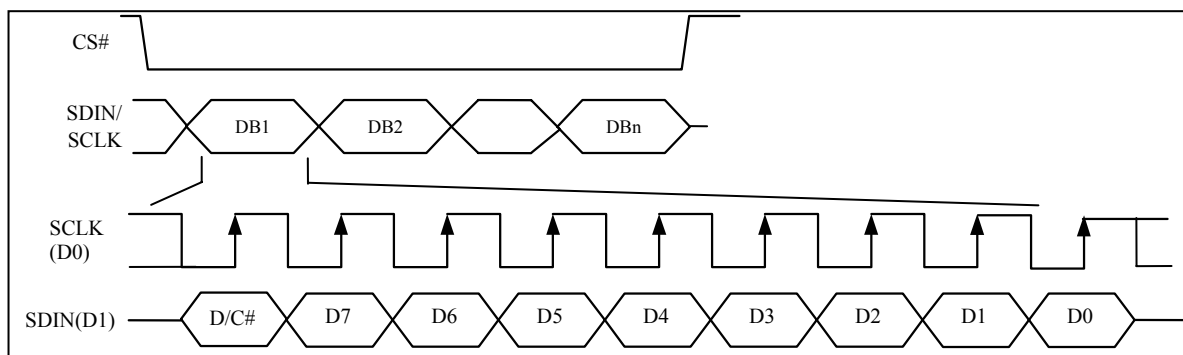 CS#
SDIN/
SCLK
DB1 DB2 DBn
SCLK
(D0)
SDIN(D1) D/C# D7 D6 D5 D4 D3 D2 D1 D0